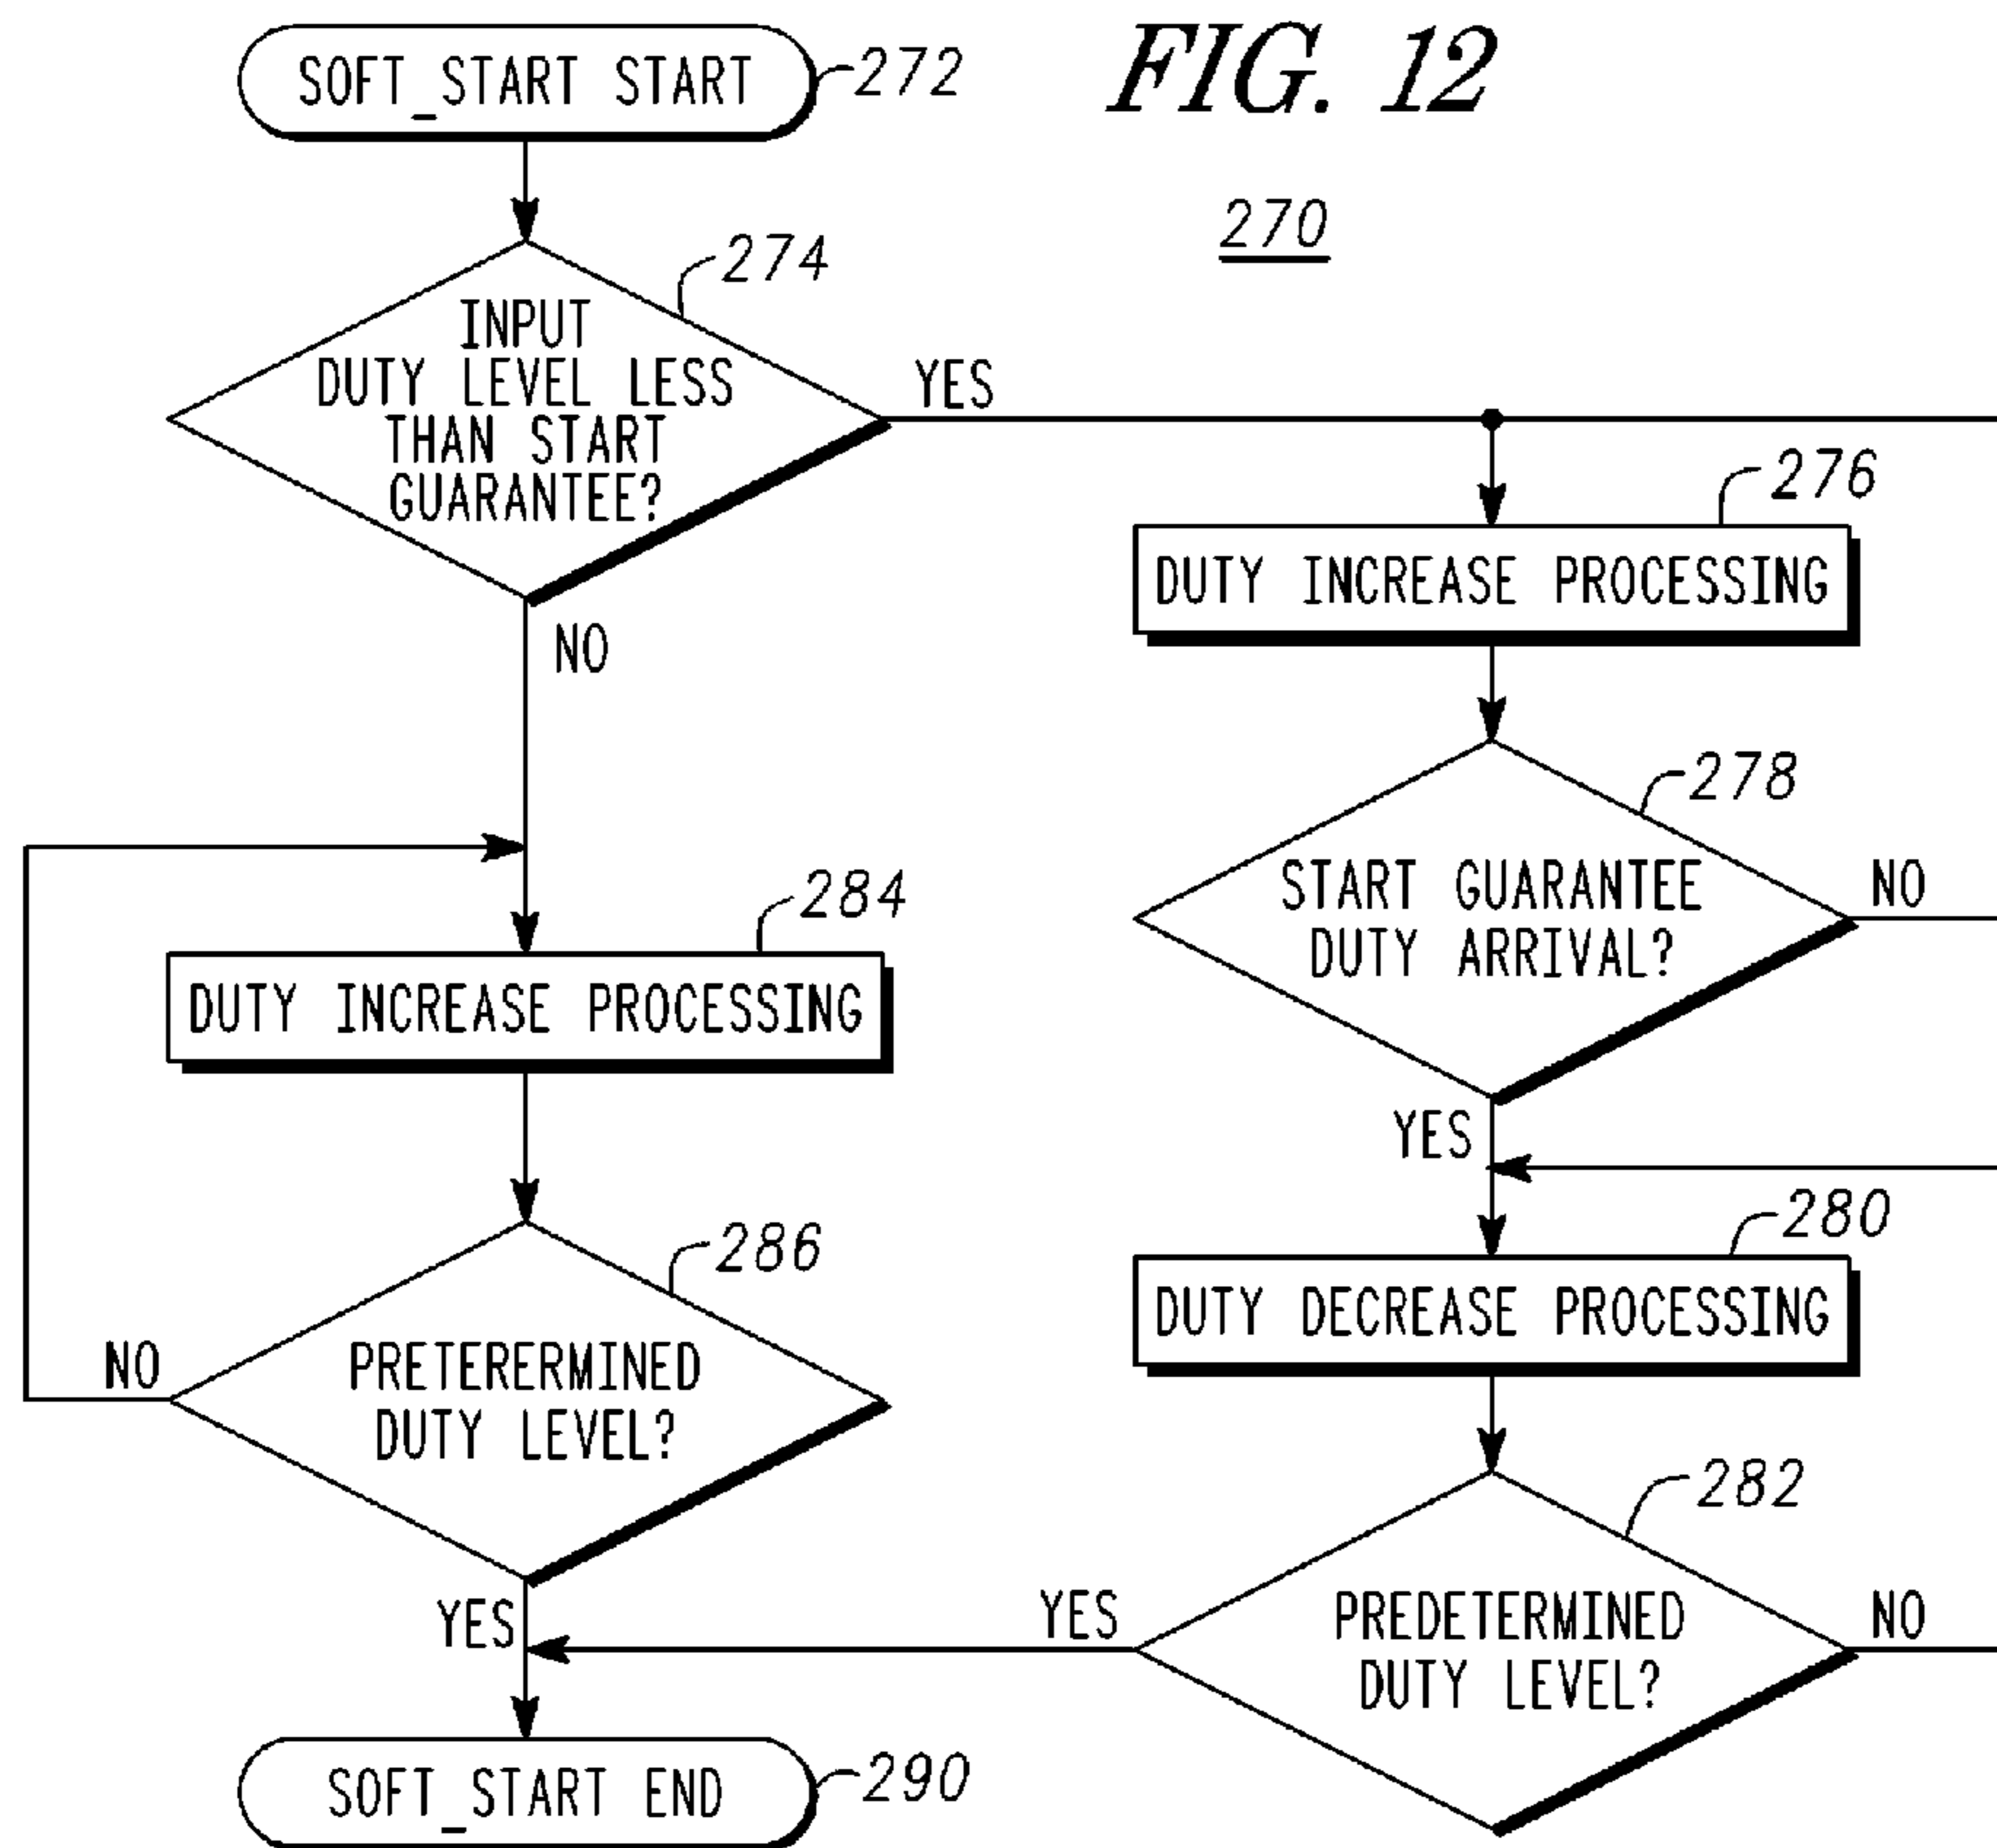 FIG. 12
270
SOFT_START START
272
274
INPUT
DUTY LEVEL LESS
THAN START
GUARANTEE?
YES
NO
276
DUTY INCREASE PROCESSING
278
START GUARANTEE
DUTY ARRIVAL?
NO
YES
284
DUTY INCREASE PROCESSING
280
DUTY DECREASE PROCESSING
286
PRETERERMINED
DUTY LEVEL?
NO
YES
282
PREDETERMINED
DUTY LEVEL?
YES
NO
SOFT_START END
290